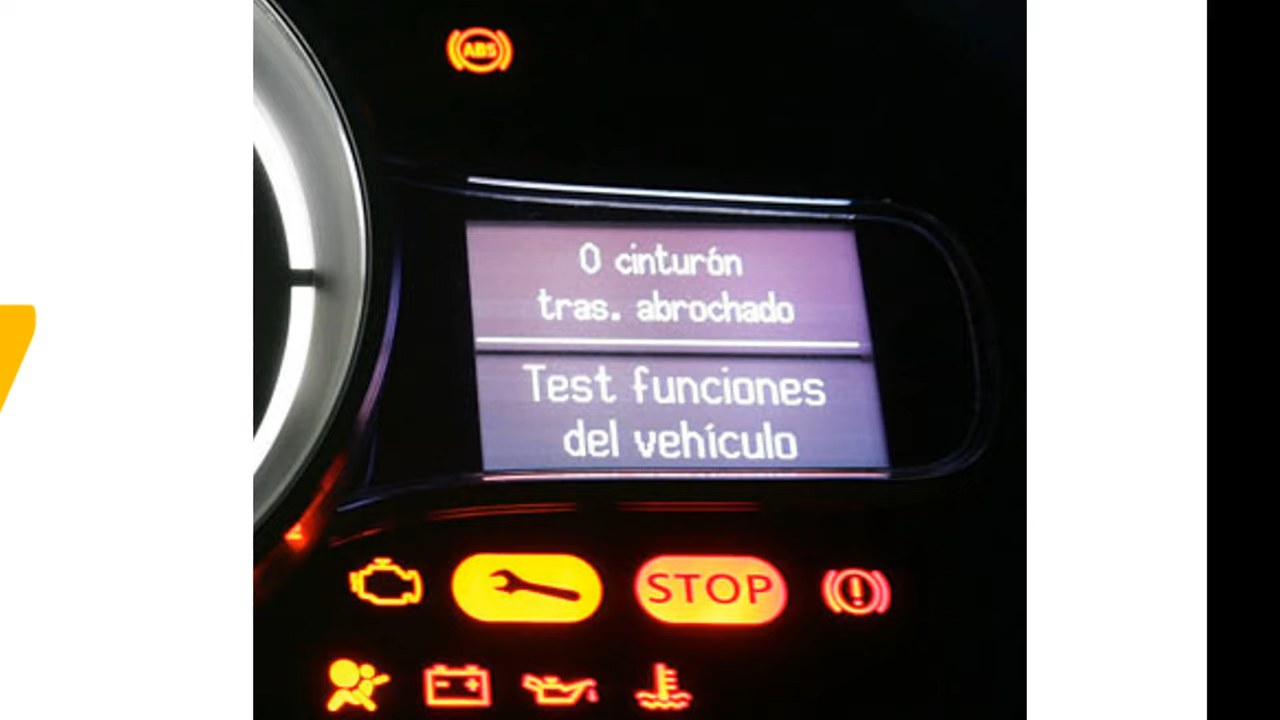 ABS
0 cinturón
tras. abrochado
Test funciones
del vehículo
STOP